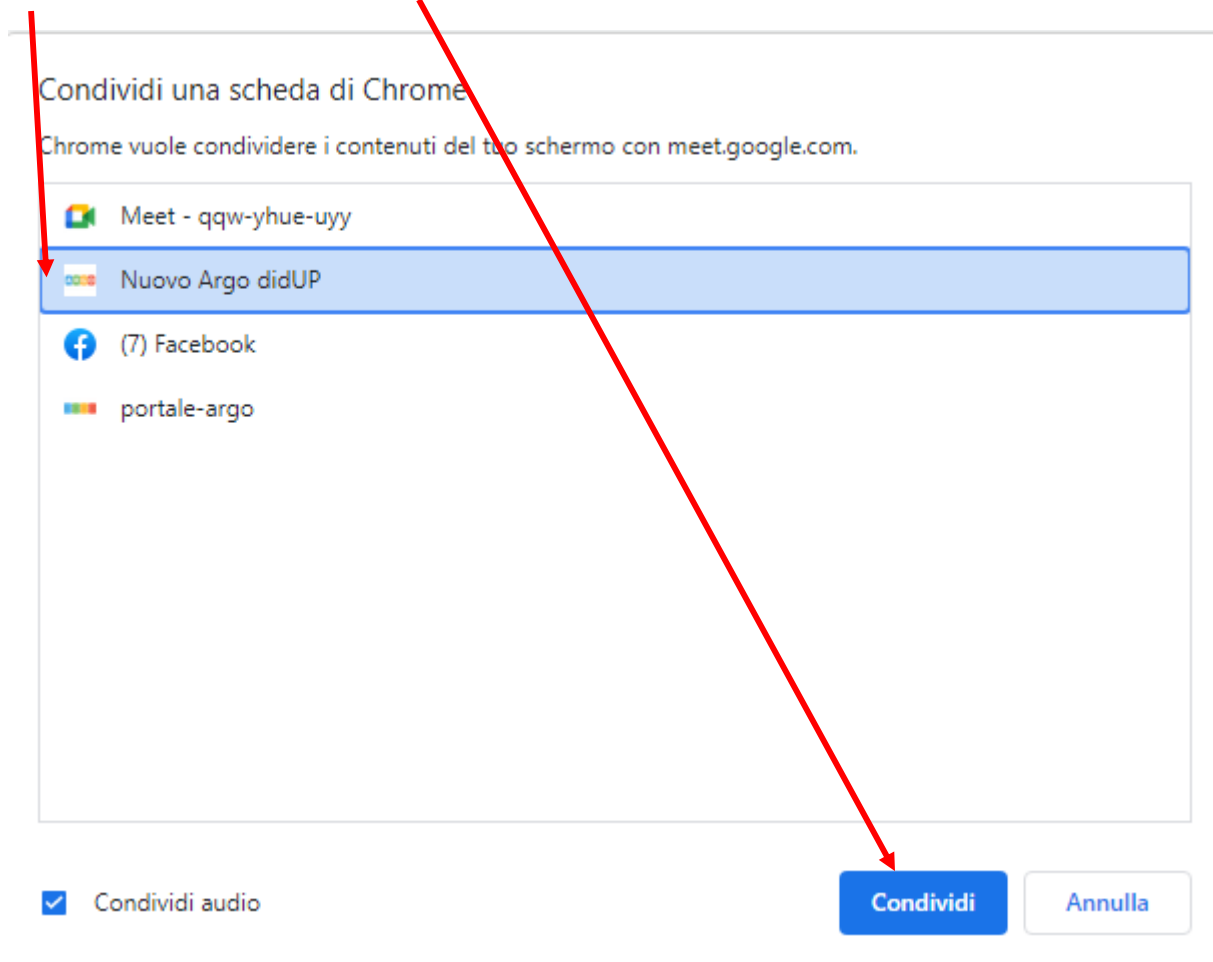 Condividi una scheda di Chrome
Chrome vuole condividere i contenuti del tuo schermo con meet.google.com.
Meet - qqw-yhue-uyy
Nuovo Argo didUP
(7) Facebook
portale-argo
Condividi audio
Condividi
Annulla